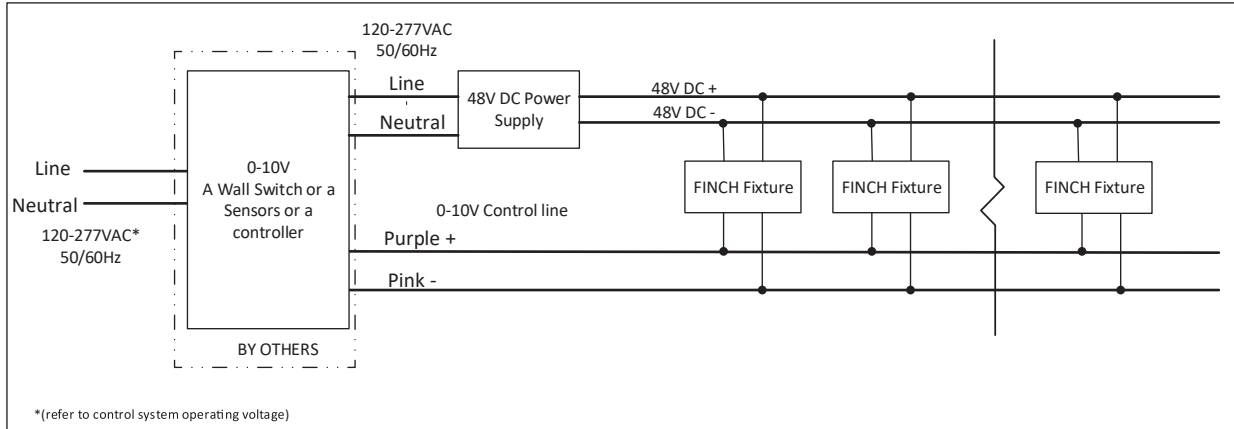 120-277VAC
50/60Hz
Line
Neutral
48V DC Power
Supply
48V DC +
48V DC -
Line
Neutral
120-277VAC*
50/60Hz
0-10V
A Wall Switch or a
Sensors or a
controller
FINCH Fixture
FINCH Fixture
FINCH Fixture
0-10V Control line
Purple +
Pink -
BY OTHERS
*(refer to control system operating voltage)